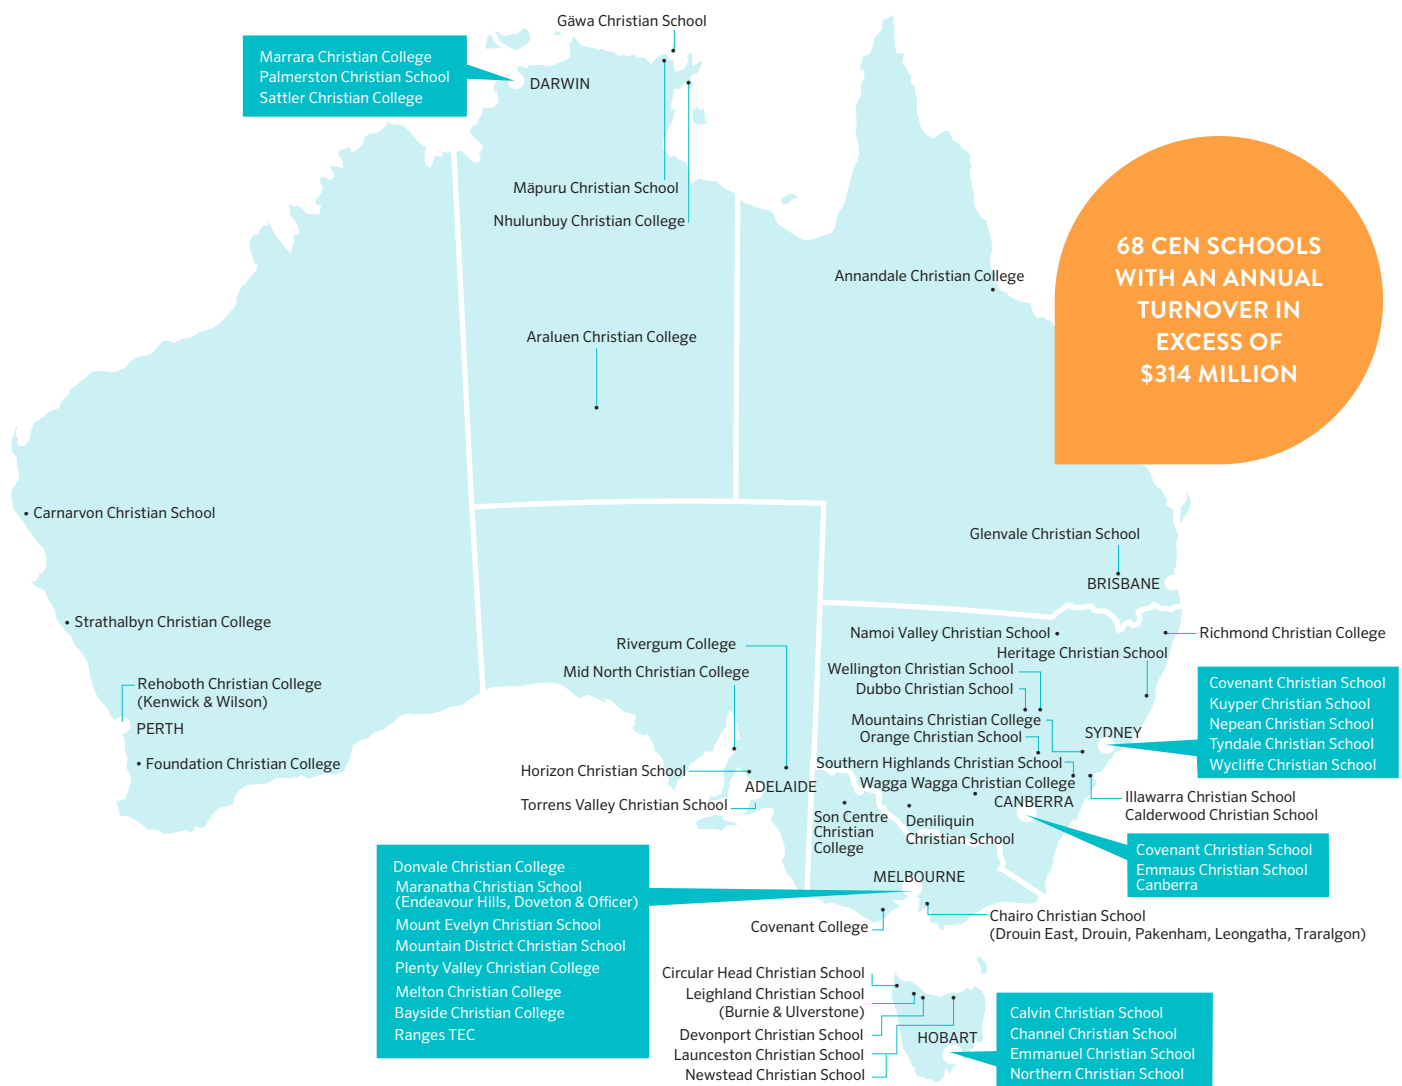 Gäwa Christian School
Marrara Christian College
Palmerston Christian School
Sattler Christian College
DARWIN
Mäpuru Christian School
Nhulunbuy Christian College
Annandale Christian College
68 CEN SCHOOLS
WITH AN ANNUAL
TURNOVER IN
EXCESS OF
$314 MILLION
Araluen Christian College
Carnarvon Christian School
Glenvale Christian School
BRISBANE
Strathalbyn Christian College
Rehoboth Christian College
(Kenwick & Wilson)
PERTH
Foundation Christian College
Rivergum College
Mid North Christian College
Horizon Christian School
ADELAIDE
Torrens Valley Christian School
Namoi Valley Christian School
Richmond Christian College
Heritage Christian School
Wellington Christian School
Dubbo Christian School
Mountains Christian College
Orange Christian School
SYDNEY
Covenant Christian School
Kuyper Christian School
Nepean Christian School
Tyndale Christian School
Wycliffe Christian School
Southern Highlands Christian School
Wagga Wagga Christian College
CANBERRA
Illawarra Christian School
Calderwood Christian School
Son Centre
Christian
College
Deniliquin
Christian School
Covenant Christian School
Emmaus Christian School
Canberra
MELBOURNE
Donvale Christian College
Maranatha Christian School
(Endeavour Hills, Doveton & Officer)
Mount Evelyn Christian School
Mountain District Christian School
Plenty Valley Christian College
Melton Christian College
Bayside Christian College
Ranges TEC
Covenant College
Chairo Christian School
(Drouin East, Drouin, Pakenham, Leongatha, Traralgon)
Circular Head Christian School
Leighland Christian School
(Burnie & Ulverstone)
Devonport Christian School
Launceston Christian School
Newstead Christian School
HOBART
Calvin Christian School
Channel Christian School
Emmanuel Christian School
Northern Christian School